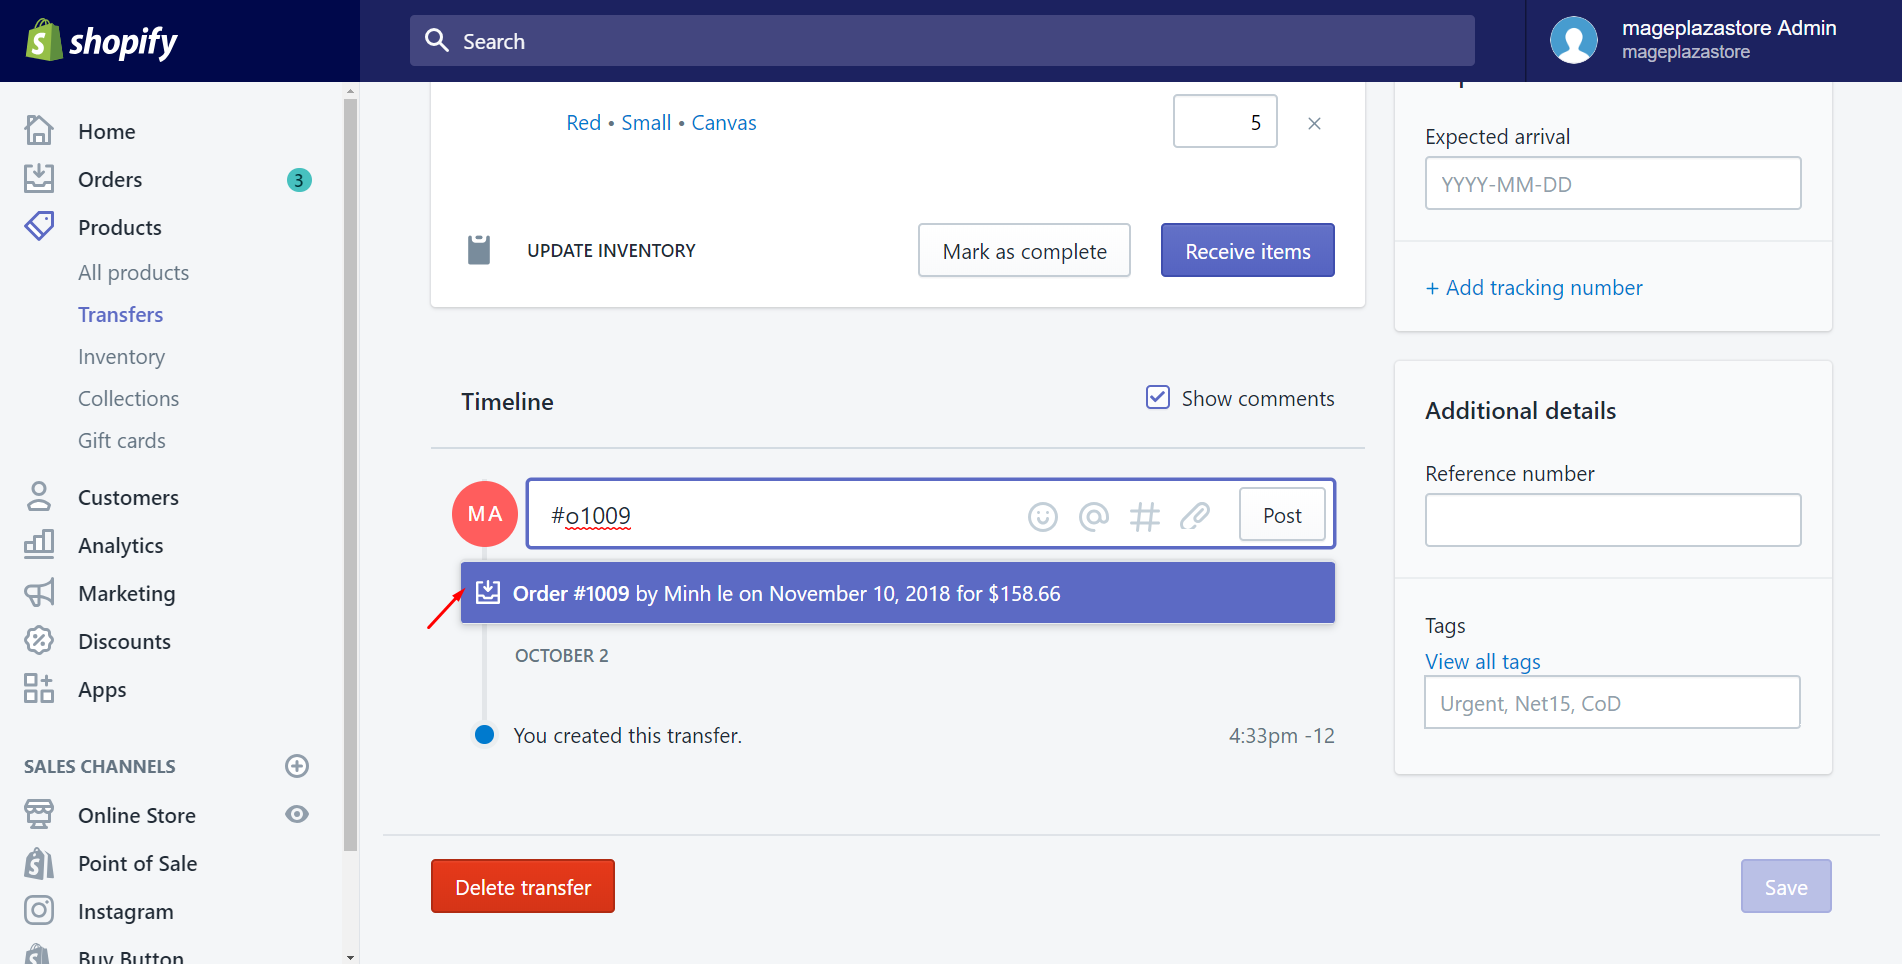 shopify
Search
mageplazastore Admin
mageplazastore
Home
Orders
3
Products
All products
Transfers
Inventory
Collections
Gift cards
Customers
Analytics
Marketing
Discounts
Apps
SALES CHANNELS
Online Store
Point of Sale
Instagram
Buy Button
Red • Small • Canvas
5
UPDATE INVENTORY
Mark as complete
Receive items
Timeline
Show comments
MA
#o1009
Post
Order #1009 by Minh le on November 10, 2018 for $158.66
OCTOBER 2
You created this transfer.
4:33pm -12
Delete transfer
Expected arrival
YYYY-MM-DD
+ Add tracking number
Additional details
Reference number
Tags
View all tags
Urgent, Net15, CoD
Save